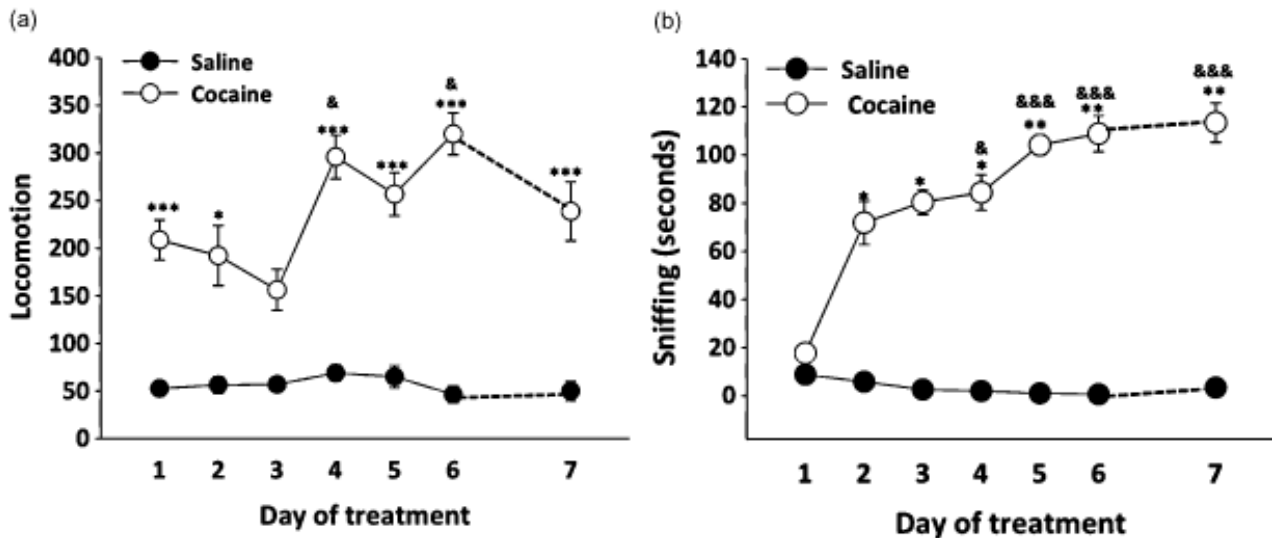 (a)
400
350
300
250
200
150
100
50
0
Locomotion
Saline
Cocaine
***
*
&
***
***
&
***
***
1 2 3 4 5 6 7
Day of treatment
(b)
140
120
100
80
60
40
20
0
Sniffing (seconds)
Saline
Cocaine
*
*
&
*
&&&
**
&&&
**
&&&
**
1 2 3 4 5 6 7
Day of treatment